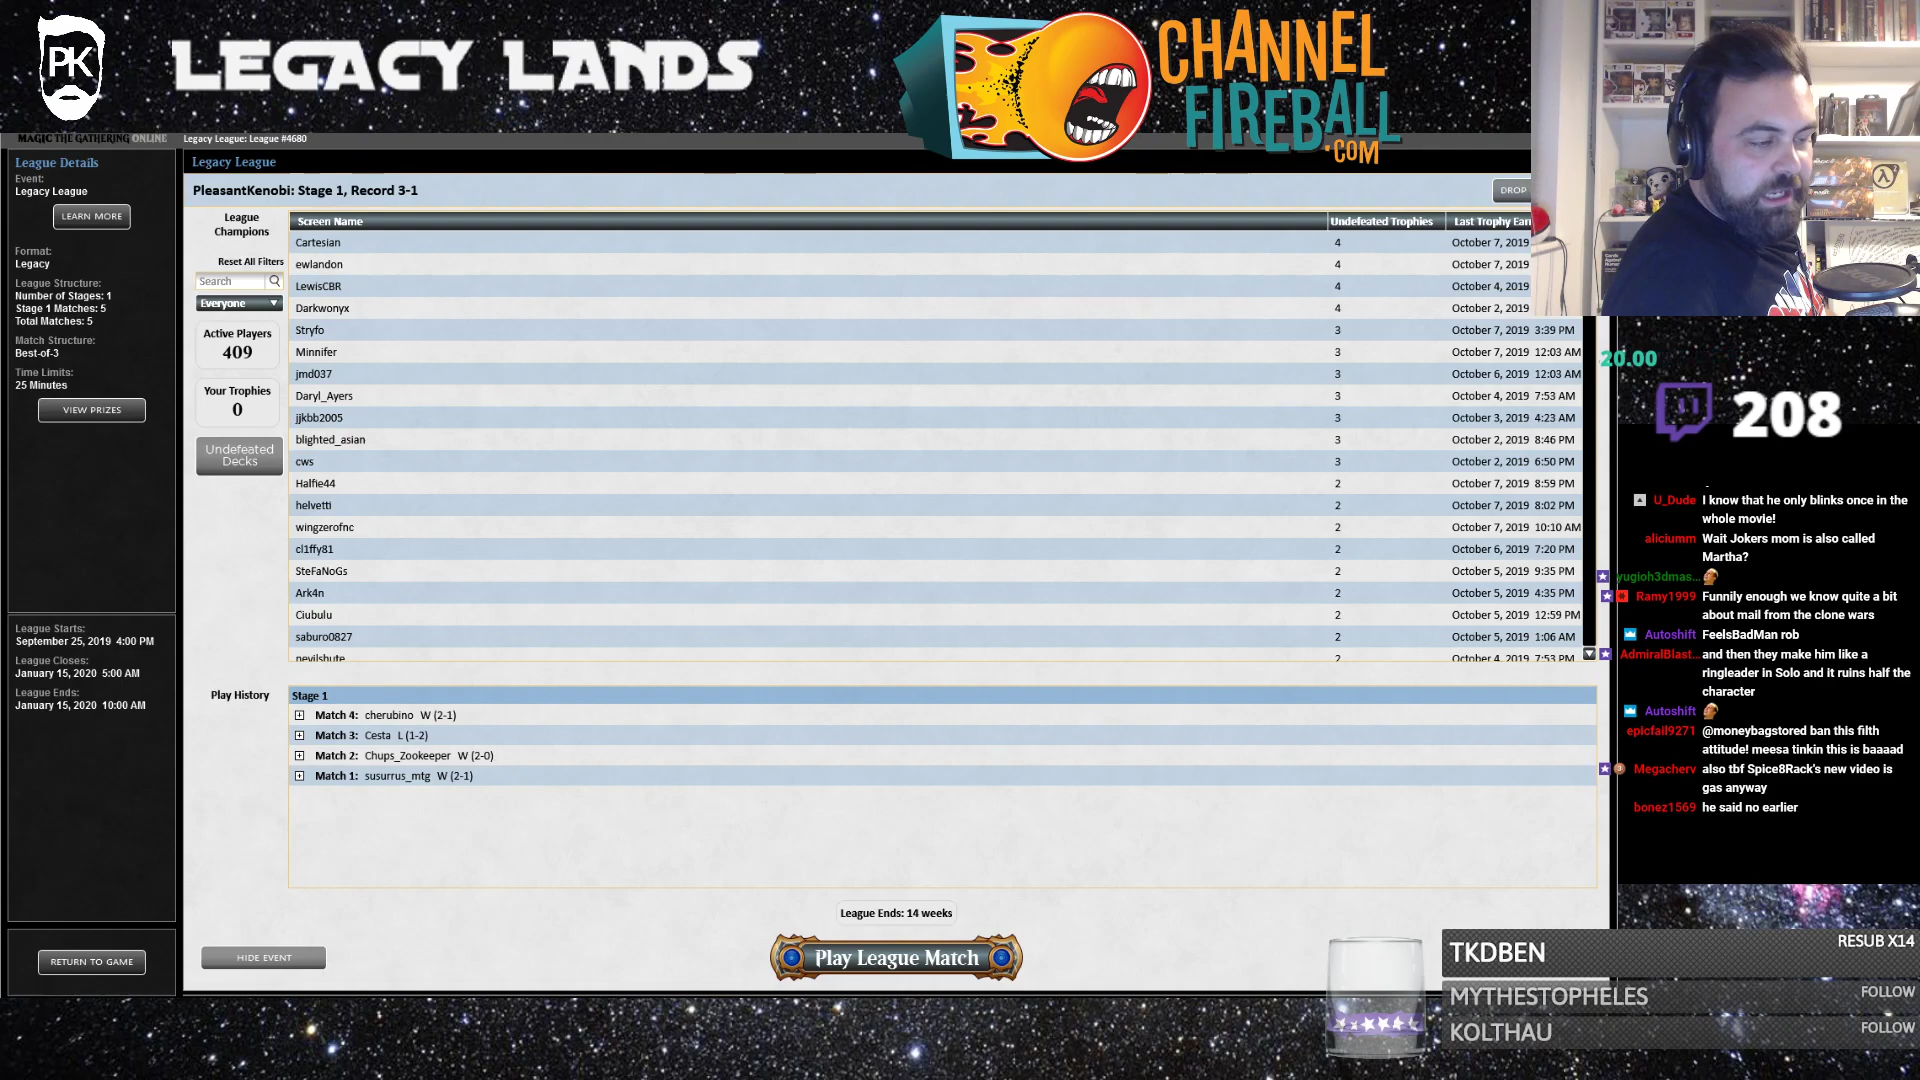 PK
LEGACY LANDS
CHANNEL
FIREBALL
.COM
MAGIC THE GATHERING ONLINE
Legacy League: League #4680
League Details
Event:
Legacy League
LEARN MORE
Format:
Legacy
League Structure:
Number of Stages: 1
Stage 1 Matches: 5
Total Matches: 5
Match Structure:
Best-of-3
Time Limits:
25 Minutes
VIEW PRIZES
League Starts:
September 25, 2019 4:00 PM
League Closes:
January 15, 2020 5:00 AM
League Ends:
January 15, 2020 10:00 AM
RETURN TO GAME
Legacy League
PleasantKenobi: Stage 1, Record 3-1
DROP
League
Champions
Reset All Filters
Search
Everyone
Active Players
409
Your Trophies
0
Undefeated
Decks
Screen Name Undefeated Trophies Last Trophy Earn
Cartesian 4 October 7, 2019
ewlandon 4 October 7, 2019
LewisCBR 4 October 4, 2019
Darkwonyx 4 October 2, 2019
Stryfo 3 October 7, 2019 3:39 PM
Minnifer 3 October 7, 2019 12:03 AM
jmd037 3 October 6, 2019 12:03 AM
Daryl_Ayers 3 October 4, 2019 7:53 AM
jjkbb2005 3 October 3, 2019 4:23 AM
blighted_asian 3 October 2, 2019 8:46 PM
cws 3 October 2, 2019 6:50 PM
Halfie44 2 October 7, 2019 8:59 PM
helvetti 2 October 7, 2019 8:02 PM
wingzerofnc 2 October 7, 2019 10:10 AM
cl1ffy81 2 October 6, 2019 7:20 PM
SteFaNoGs 2 October 5, 2019 9:35 PM
Ark4n 2 October 5, 2019 4:35 PM
Ciubulu 2 October 5, 2019 12:59 PM
saburo0827 2 October 5, 2019 1:06 AM
nevilshute 2 October 4, 2019 7:53 PM
Play History
Stage 1
Match 4: cherubino W (2-1)
Match 3: Cesta L (1-2)
Match 2: Chups_Zookeeper W (2-0)
Match 1: susurrus_mtg W (2-1)
League Ends: 14 weeks
HIDE EVENT
Play League Match
20.00
208
U_Dude I know that he only blinks once in the
whole movie!
aliciumm Wait Jokers mom is also called
Martha?
yugioh3dmas...
Ramy1999 Funnily enough we know quite a bit
about mail from the clone wars
Autoshift FeelsBadMan rob
AdmiralBlast... and then they make him like a
ringleader in Solo and it ruins half the
character
Autoshift
epicfail9271 @moneybagstored ban this filth
attitude! meesa tinkin this is baaaad
Megacherv also tbf Spice8Rack's new video is
gas anyway
bonez1569 he said no earlier
TKDBEN RESUB X14
MYTHESTOPHELES FOLLOW
KOLTHAU FOLLOW